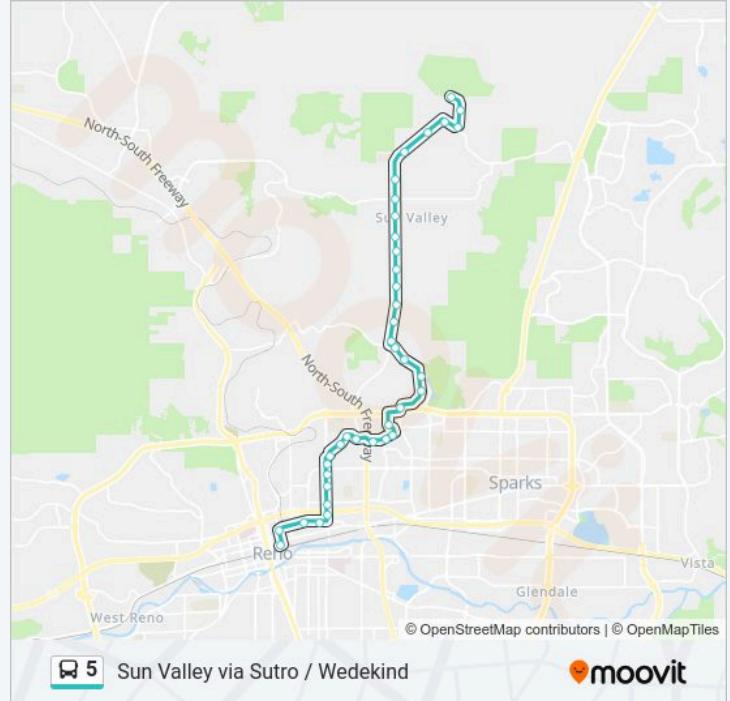 North-South Freeway
Sun Valley
North-South Freeway
Sparks
Reno
Vista
Glendale
West Reno
© OpenStreetMap contributors | © OpenMapTiles
5 Sun Valley via Sutro / Wedekind
moovit